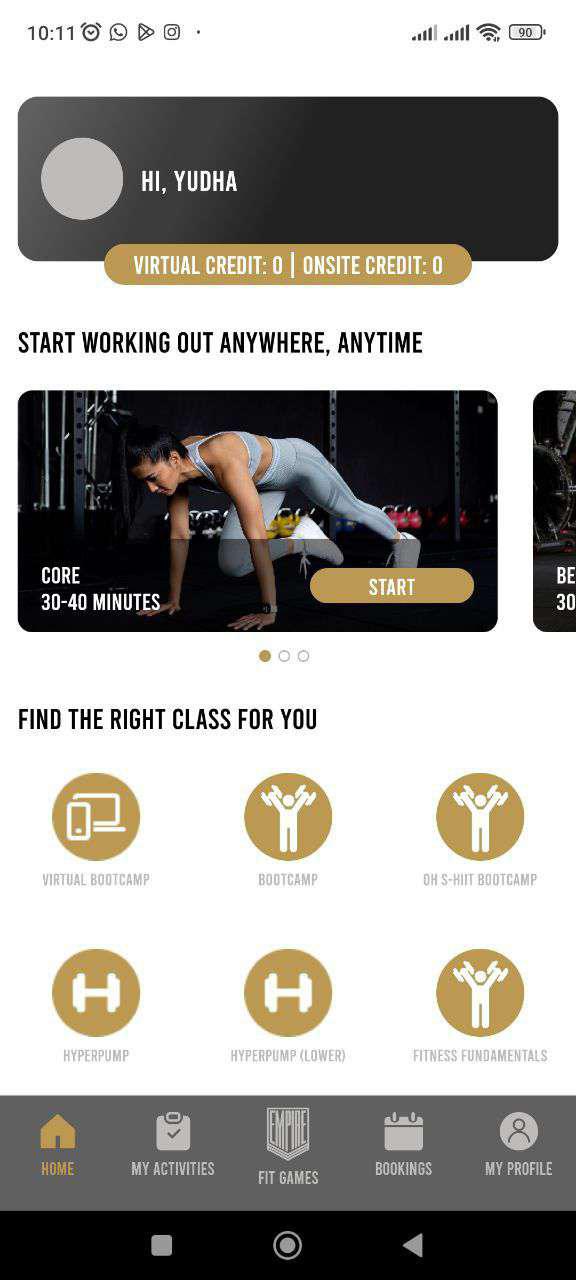 10:11
90
HI, YUDHA
VIRTUAL CREDIT: 0 | ONSITE CREDIT: 0
START WORKING OUT ANYWHERE, ANYTIME
CORE
30-40 MINUTES
START
BE
30
FIND THE RIGHT CLASS FOR YOU
VIRTUAL BOOTCAMP
BOOTCAMP
OH S-HIIT BOOTCAMP
HYPERPUMP
HYPERPUMP (LOWER)
FITNESS FUNDAMENTALS
HOME
MY ACTIVITIES
EMPIRE
FIT GAMES
BOOKINGS
MY PROFILE